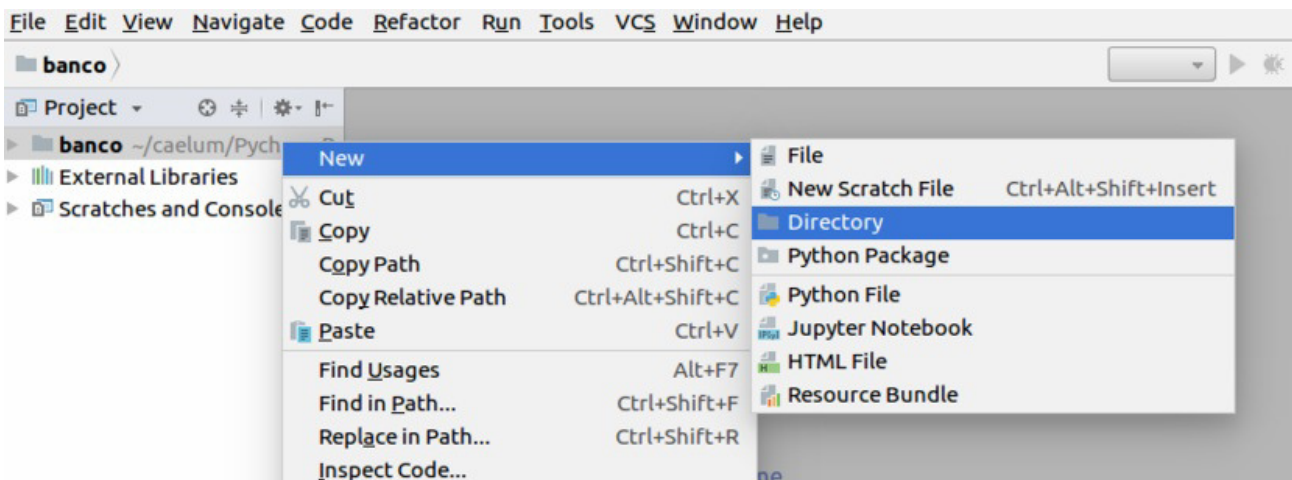 File Edit View Navigate Code Refactor Run Tools VCS Window Help
banco
Project
banco ~/caelum/Pych
External Libraries
Scratches and Console
New
Cut Ctrl+X
Copy Ctrl+C
Copy Path Ctrl+Shift+C
Copy Relative Path Ctrl+Alt+Shift+C
Paste Ctrl+V
Find Usages Alt+F7
Find in Path... Ctrl+Shift+F
Replace in Path... Ctrl+Shift+R
Inspect Code...
File
New Scratch File Ctrl+Alt+Shift+Insert
Directory
Python Package
Python File
Jupyter Notebook
HTML File
Resource Bundle